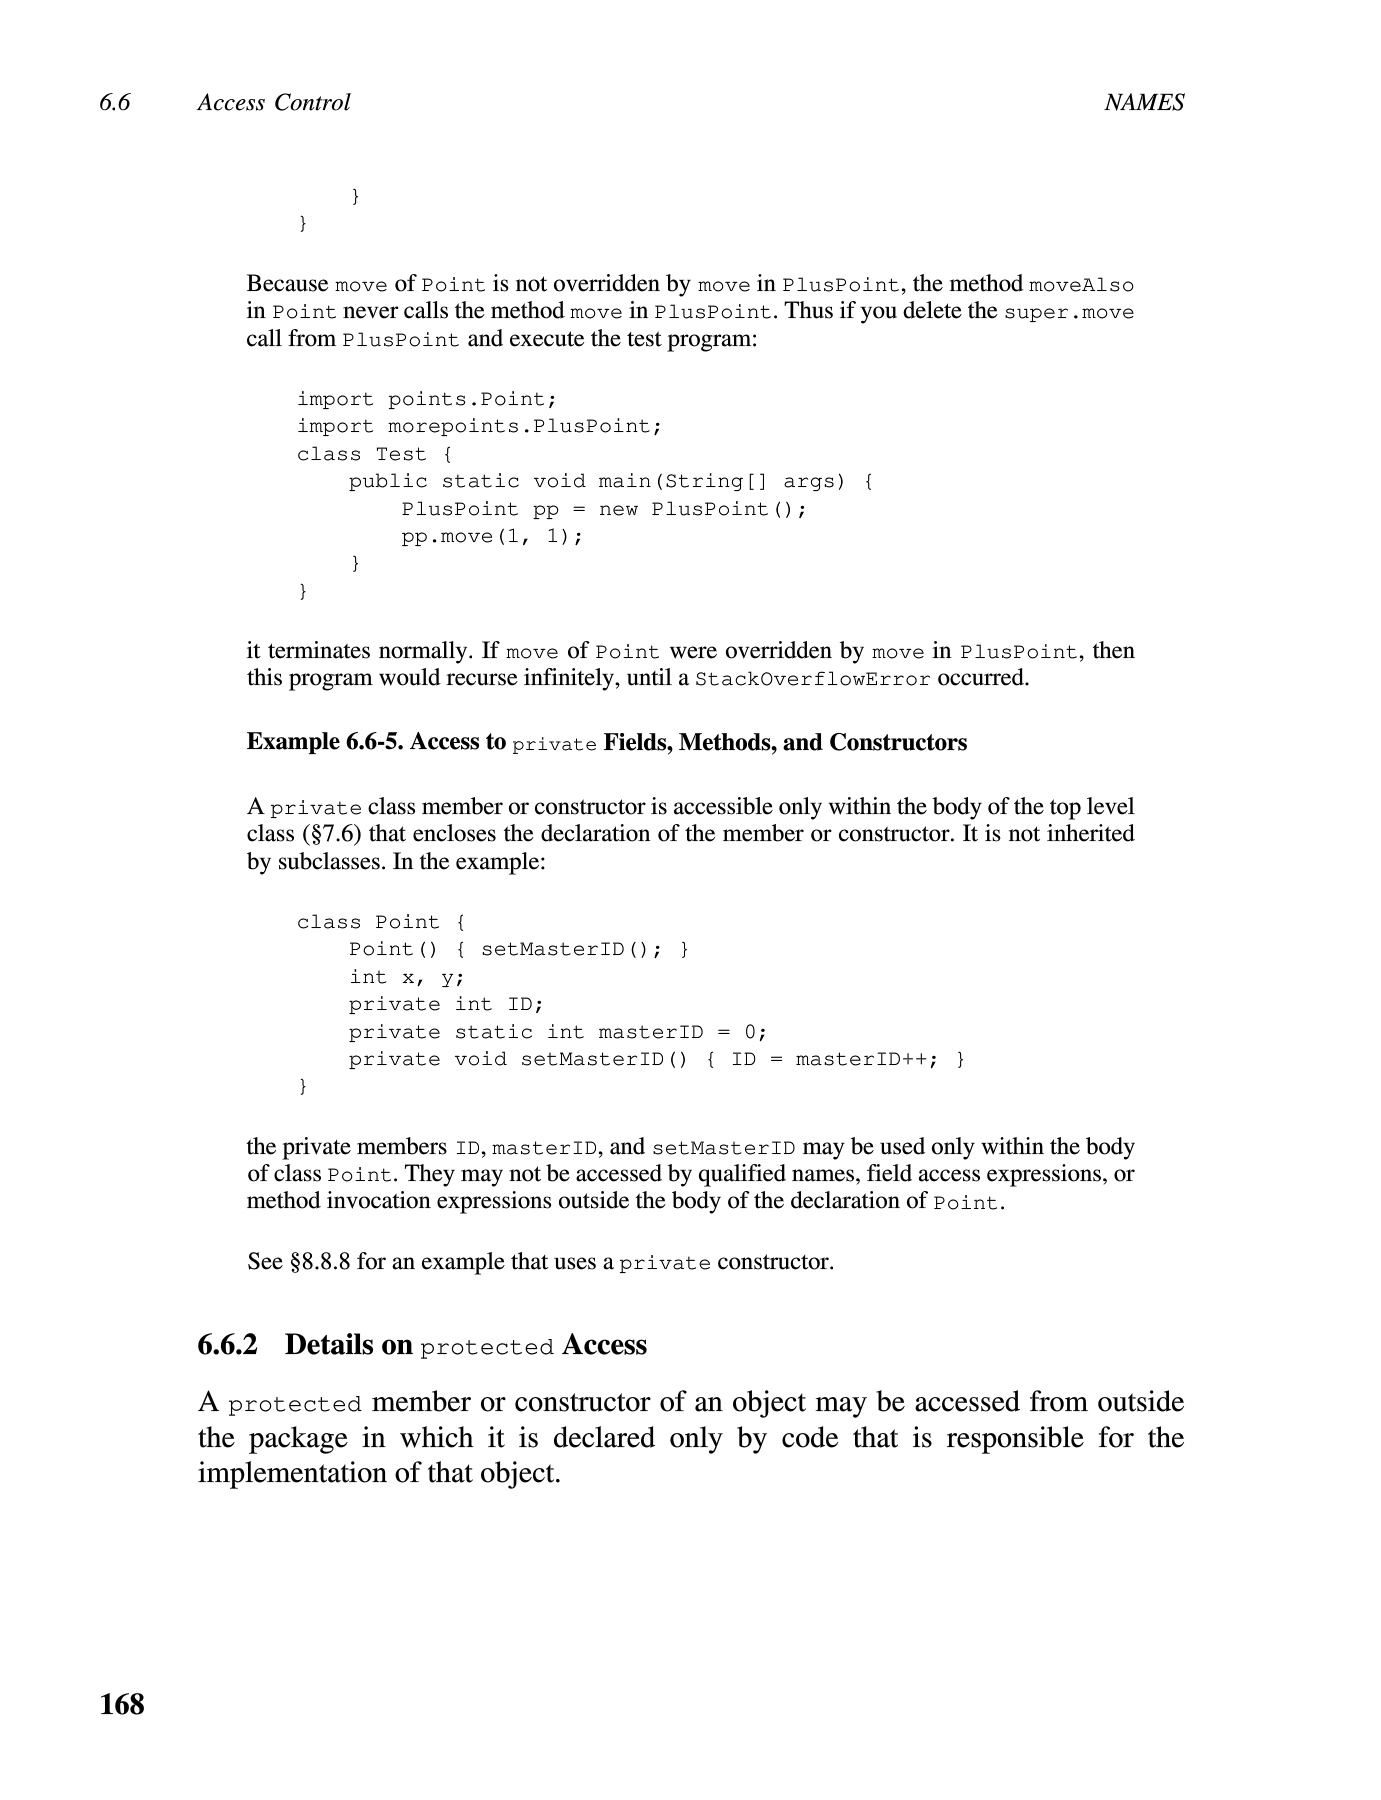 6.6 Access Control NAMES
}
}
Because move of Point is not overridden by move in PlusPoint, the method moveAlso
in Point never calls the method move in PlusPoint. Thus if you delete the super.move
call from PlusPoint and execute the test program:
import points.Point;
import morepoints.PlusPoint;
class Test {
public static void main(String[] args) {
PlusPoint pp = new PlusPoint();
pp.move(1, 1);
}
}
it terminates normally. If move of Point were overridden by move in PlusPoint, then
this program would recurse infinitely, until a StackOverflowError occurred.
Example 6.6-5. Access to private Fields, Methods, and Constructors
A private class member or constructor is accessible only within the body of the top level
class (§7.6) that encloses the declaration of the member or constructor. It is not inherited
by subclasses. In the example:
class Point {
Point() { setMasterID(); }
int x, y;
private int ID;
private static int masterID = 0;
private void setMasterID() { ID = masterID++; }
}
the private members ID, masterID, and setMasterID may be used only within the body
of class Point. They may not be accessed by qualified names, field access expressions, or
method invocation expressions outside the body of the declaration of Point.
See §8.8.8 for an example that uses a private constructor.
6.6.2 Details on protected Access
A protected member or constructor of an object may be accessed from outside
the package in which it is declared only by code that is responsible for the
implementation of that object.
168